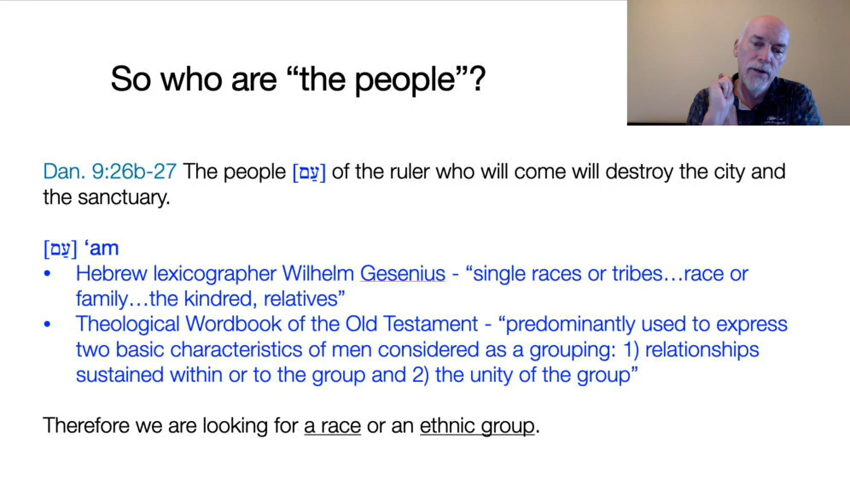 So who are “the people”?
Dan. 9:26b-27 The people [עַם] of the ruler who will come will destroy the city and
the sanctuary.
[עַם] ‘am
• Hebrew lexicographer Wilhelm Gesenius - “single races or tribes…race or
family…the kindred, relatives”
• Theological Wordbook of the Old Testament - “predominantly used to express
two basic characteristics of men considered as a grouping: 1) relationships
sustained within or to the group and 2) the unity of the group”
Therefore we are looking for a race or an ethnic group.